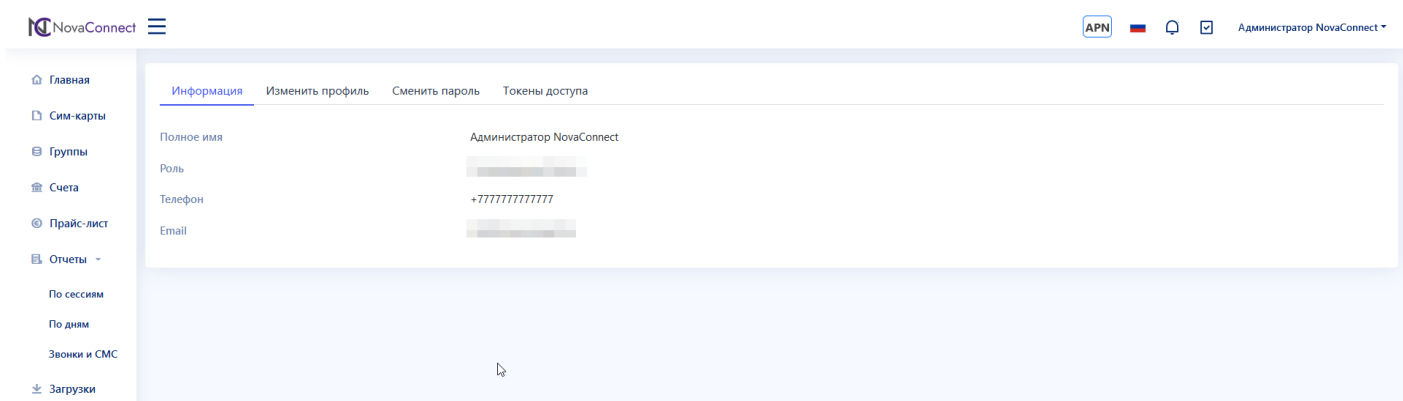 NovaConnect
APN
Администратор NovaConnect
Главная
Сим-карты
Группы
Счета
Прайс-лист
Отчеты
По сессиям
По дням
Звонки и СМС
Загрузки
Информация Изменить профиль Сменить пароль Токены доступа
Полное имя Администратор NovaConnect
Роль
Телефон +7777777777777
Email